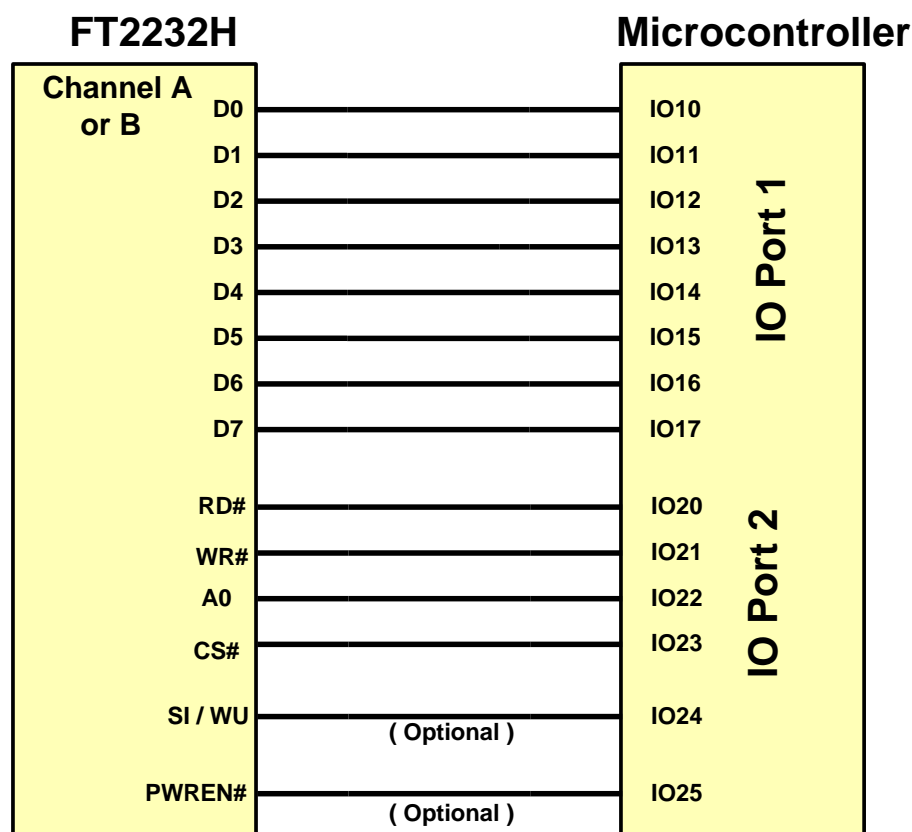 FT2232H
Microcontroller
Channel A
or B
D0
IO10
D1
IO11
D2
IO12
D3
IO13
D4
IO14
D5
IO15
D6
IO16
D7
IO17
IO Port 1
RD#
IO20
WR#
IO21
A0
IO22
CS#
IO23
IO Port 2
SI / WU
IO24
( Optional )
PWREN#
IO25
( Optional )